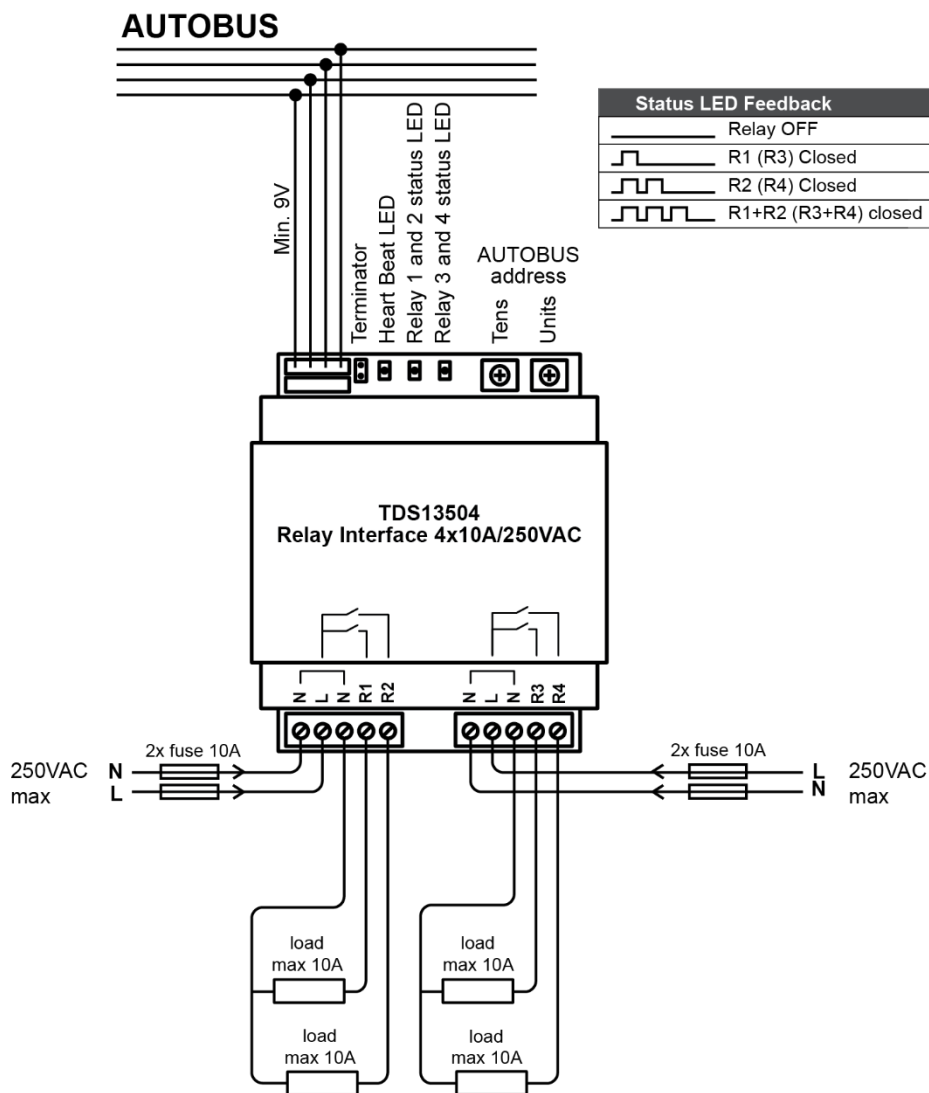 AUTOBUS
Status LED Feedback
Relay OFF
R1 (R3) Closed
R2 (R4) Closed
R1+R2 (R3+R4) closed
Min. 9V
Terminator
Heart Beat LED
Relay 1 and 2 status LED
Relay 3 and 4 status LED
AUTOBUS
address
Tens
Units
TDS13504
Relay Interface 4x10A/250VAC
N L N R1 R2
N L N R3 R4
2x fuse 10A
250VAC
max
N
L
2x fuse 10A
L
N
250VAC
max
load
max 10A
load
max 10A
load
max 10A
load
max 10A